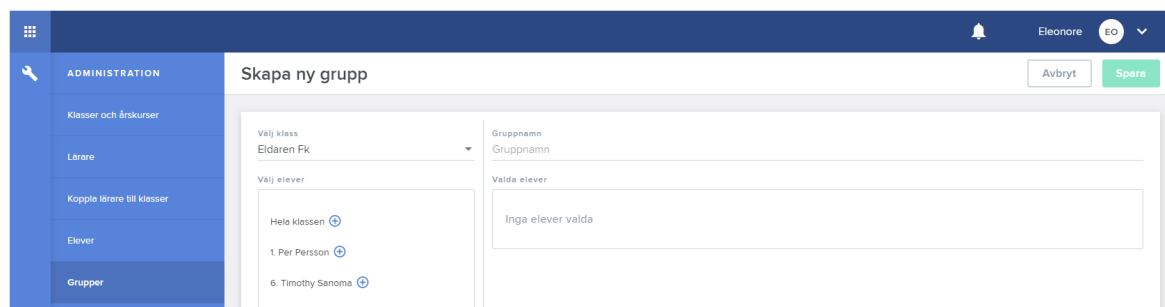 Eleonore
EO
ADMINISTRATION
Skapa ny grupp
Avbryt
Spara
Klasser och årskurser
Lärare
Koppla lärare till klasser
Elever
Grupper
Välj klass
Eldaren Fk
Välj elever
Hela klassen
1. Per Persson
6. Timothy Sanoma
Gruppnamn
Gruppnamn
Valda elever
Inga elever valda